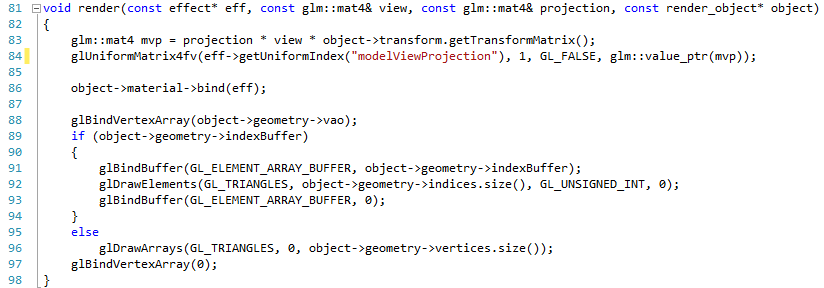 81 void render(const effect* eff, const glm::mat4& view, const glm::mat4& projection, const render_object* object)
82 {
83     glm::mat4 mvp = projection * view * object->transform.getTransformMatrix();
84     glUniformMatrix4fv(eff->getUniformIndex("modelViewProjection"), 1, GL_FALSE, glm::value_ptr(mvp));
85
86     object->material->bind(eff);
87
88     glBindVertexArray(object->geometry->vao);
89     if (object->geometry->indexBuffer)
90     {
91         glBindBuffer(GL_ELEMENT_ARRAY_BUFFER, object->geometry->indexBuffer);
92         glDrawElements(GL_TRIANGLES, object->geometry->indices.size(), GL_UNSIGNED_INT, 0);
93         glBindBuffer(GL_ELEMENT_ARRAY_BUFFER, 0);
94     }
95     else
96         glDrawArrays(GL_TRIANGLES, 0, object->geometry->vertices.size());
97     glBindVertexArray(0);
98 }